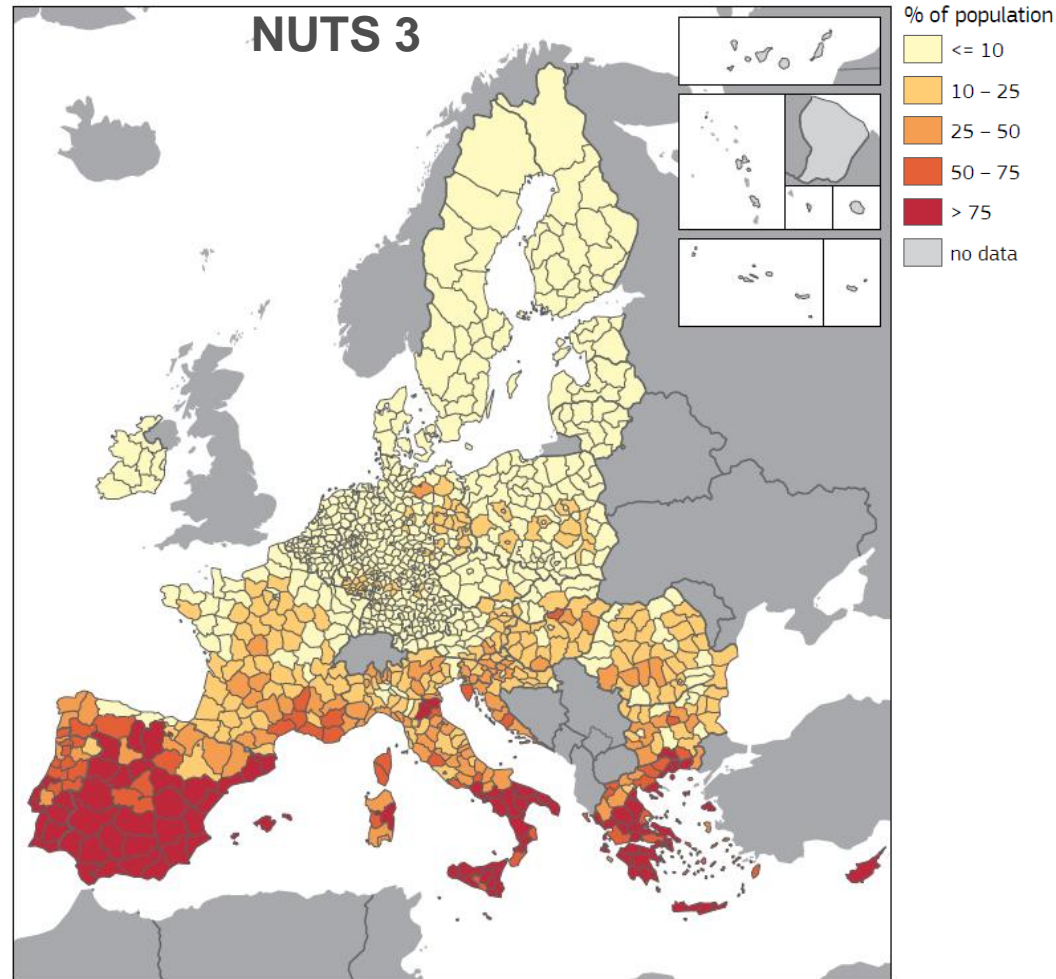 NUTS 3
% of population
<= 10
10 – 25
25 – 50
50 – 75
> 75
no data